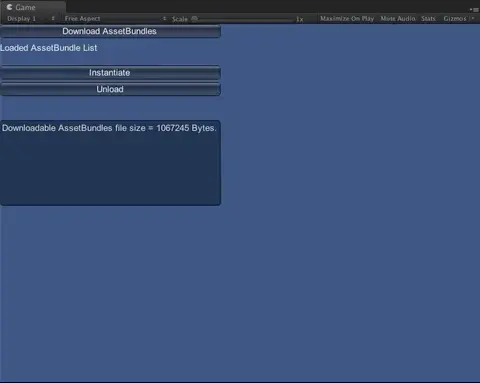 Game
Display 1 Free Aspect Scale 1x Maximize On Play Mute Audio Stats Gizmos
Download AssetBundles
Loaded AssetBundle List
Instantiate
Unload
Downloadable AssetBundles file size = 1067245 Bytes.